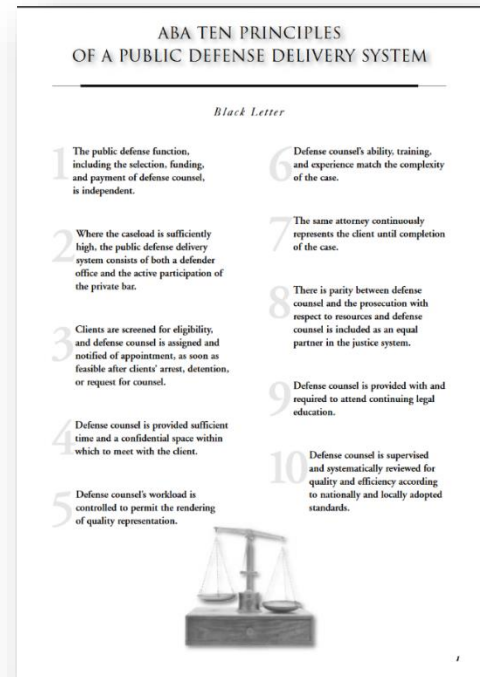 ABA TEN PRINCIPLES
OF A PUBLIC DEFENSE DELIVERY SYSTEM
Black Letter
1
The public defense function,
including the selection, funding,
and payment of defense counsel,
is independent.
2
Where the caseload is sufficiently
high, the public defense delivery
system consists of both a defender
office and the active participation of
the private bar.
3
Clients are screened for eligibility,
and defense counsel is assigned and
notified of appointment, as soon as
feasible after clients' arrest, detention,
or request for counsel.
4
Defense counsel is provided sufficient
time and a confidential space within
which to meet with the client.
5
Defense counsel's workload is
controlled to permit the rendering
of quality representation.
6
Defense counsel's ability, training,
and experience match the complexity
of the case.
7
The same attorney continuously
represents the client until completion
of the case.
8
There is parity between defense
counsel and the prosecution with
respect to resources and defense
counsel is included as an equal
partner in the justice system.
9
Defense counsel is provided with and
required to attend continuing legal
education.
10
Defense counsel is supervised
and systematically reviewed for
quality and efficiency according
to nationally and locally adopted
standards.
1